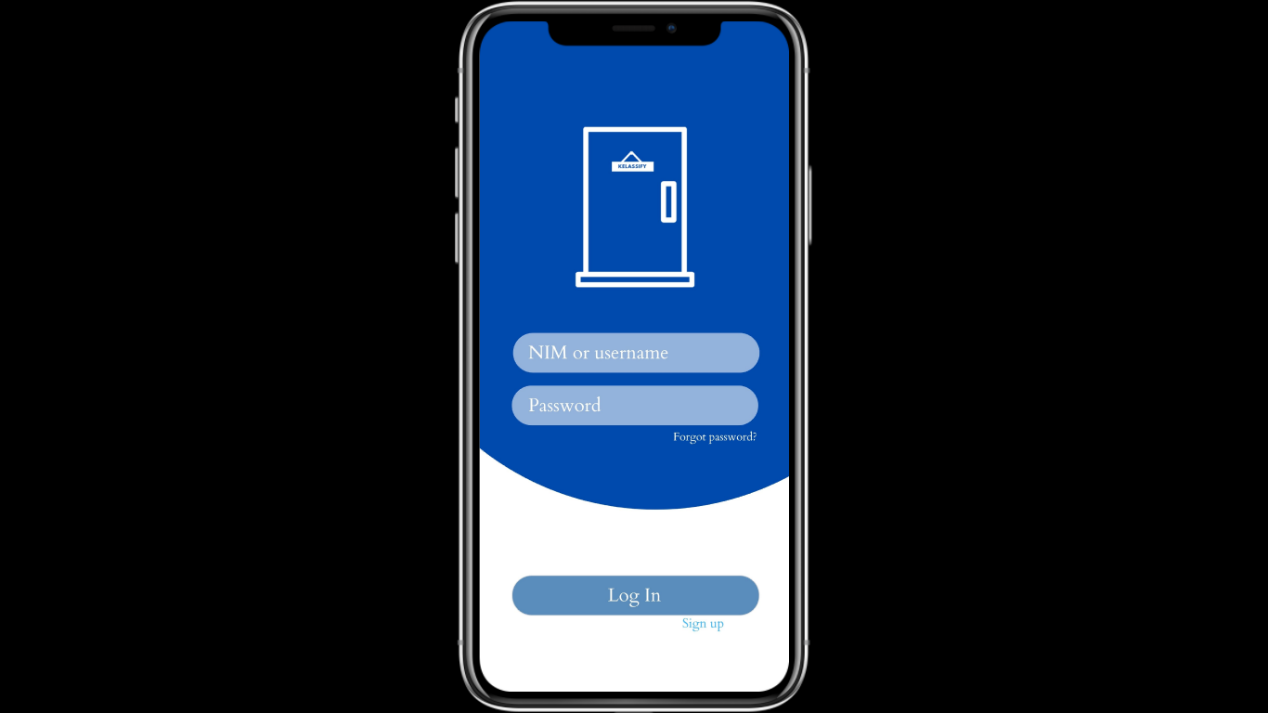 KELASSIFY
NIM or username
Password
Forgot password?
Log In
Sign up